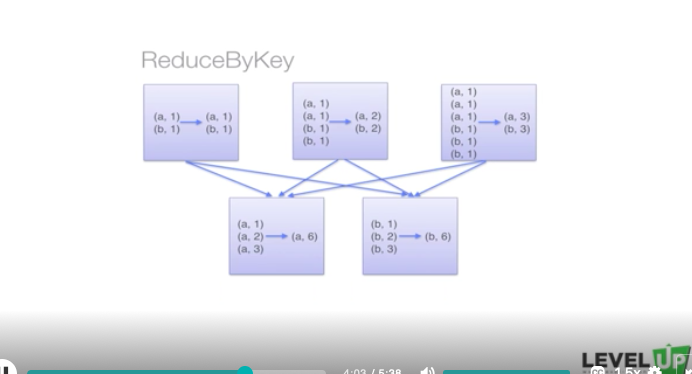 ReduceByKey
(a, 1) (a, 1)
(b, 1) (b, 1)
(a, 1)
(a, 1) (a, 2)
(b, 1) (b, 2)
(b, 1)
(a, 1)
(a, 1)
(a, 1) (a, 3)
(b, 1) (b, 3)
(b, 1)
(b, 1)
(a, 1)
(a, 2) (a, 6)
(a, 3)
(b, 1)
(b, 2) (b, 6)
(b, 3)
LEVEL UP
4:03 / 5:38
1.5x